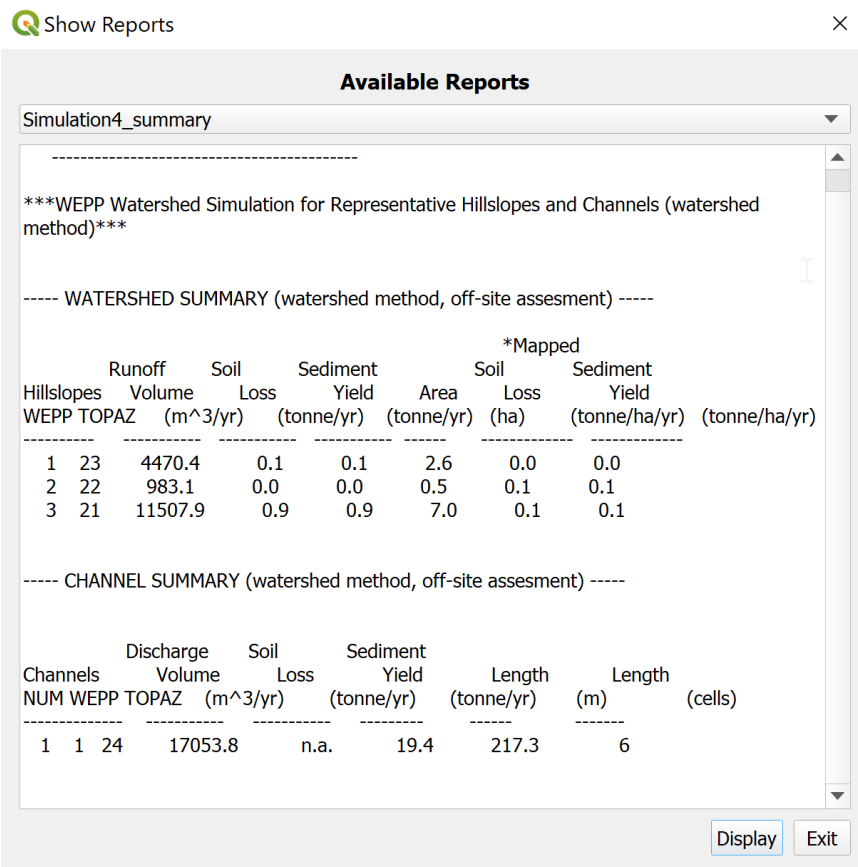 Show Reports
Available Reports
Simulation4_summary
-------------------------------------------
***WEPP Watershed Simulation for Representative Hillslopes and Channels (watershed
method)***
----- WATERSHED SUMMARY (watershed method, off-site assesment) -----
*Mapped
Runoff Soil Sediment Soil Sediment
Hillslopes Volume Loss Yield Area Loss Yield
WEPP TOPAZ (m^3/yr) (tonne/yr) (tonne/yr) (ha) (tonne/ha/yr) (tonne/ha/yr)
---------- ----------- ----------- ----------- ------ ------------- -------------
1 23 4470.4 0.1 0.1 2.6 0.0 0.0
2 22 983.1 0.0 0.0 0.5 0.1 0.1
3 21 11507.9 0.9 0.9 7.0 0.1 0.1
----- CHANNEL SUMMARY (watershed method, off-site assesment) -----
Discharge Soil Sediment
Channels Volume Loss Yield Length Length
NUM WEPP TOPAZ (m^3/yr) (tonne/yr) (tonne/yr) (m) (cells)
-------------- ----------- ----------- --------- ------ -------
1 1 24 17053.8 n.a. 19.4 217.3 6
Display Exit